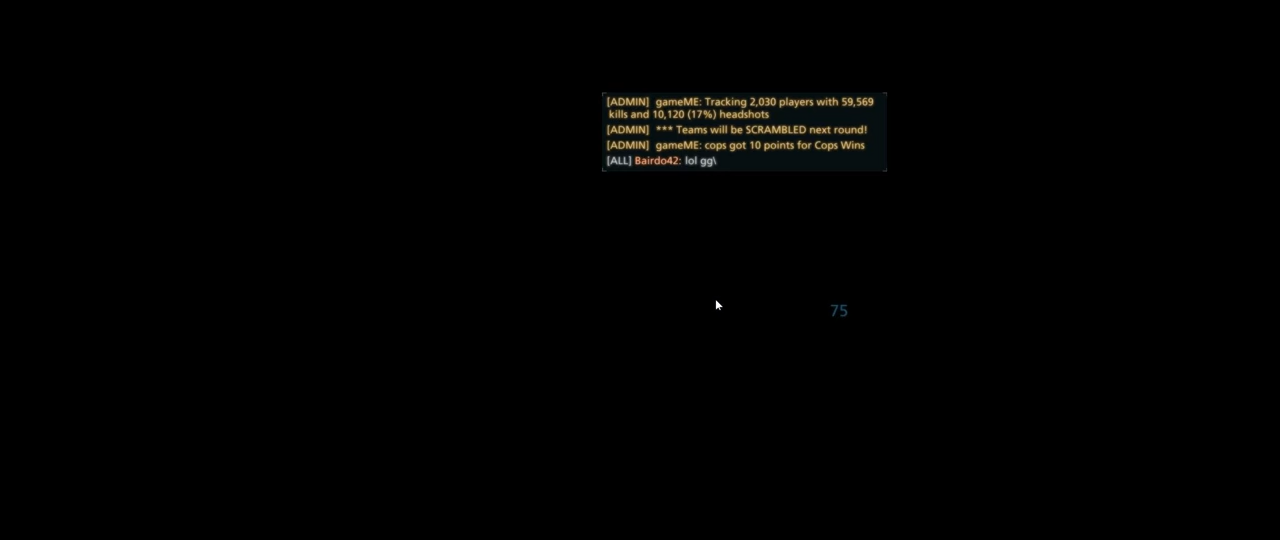 [ADMIN] gameME: Tracking 2,030 players with 59,569
kills and 10,120 (17%) headshots
[ADMIN] *** Teams will be SCRAMBLED next round!
[ADMIN] gameME: cops got 10 points for Cops Wins
[ALL] Bairdo42: lol gg\
75